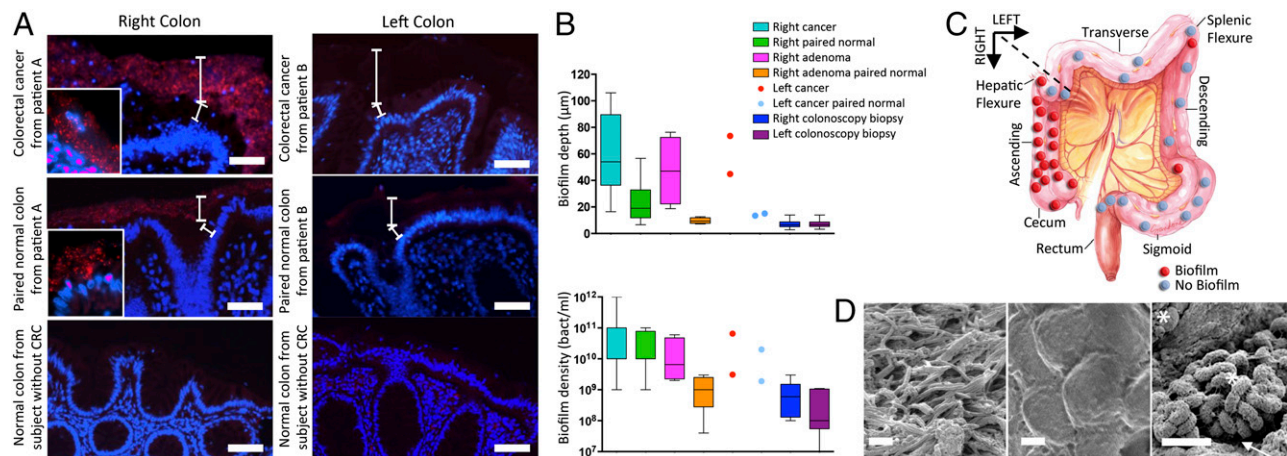 A
Right Colon
Left Colon
Colorectal cancer
from patient A
Colorectal cancer
from patient B
Paired normal colon
from patient A
Paired normal colon
from patient B
Normal colon from
subject without CRC
Normal colon from
subject without CRC
B
Right cancer
Right paired normal
Right adenoma
Right adenoma paired normal
Left cancer
Left cancer paired normal
Right colonoscopy biopsy
Left colonoscopy biopsy
Biofilm depth (µm)
120
100
80
60
40
20
0
Biofilm density (bact/ml)
10¹²
10¹¹
10¹⁰
10⁹
10⁸
10⁷
C
LEFT
RIGHT
Transverse
Splenic
Flexure
Hepatic
Flexure
Descending
Ascending
Cecum
Rectum
Sigmoid
Biofilm
No Biofilm
D
*
*